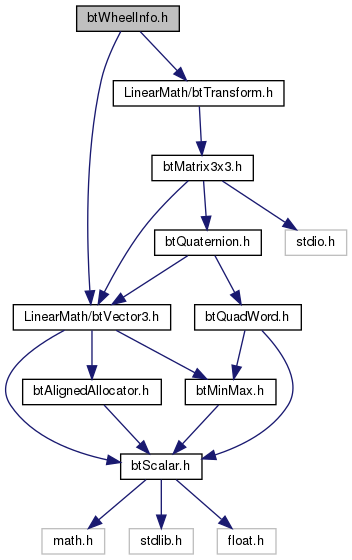 btWheelInfo.h
LinearMath/btTransform.h
btMatrix3x3.h
btQuaternion.h
stdio.h
LinearMath/btVector3.h
btQuadWord.h
btAlignedAllocator.h
btMinMax.h
btScalar.h
math.h
stdlib.h
float.h